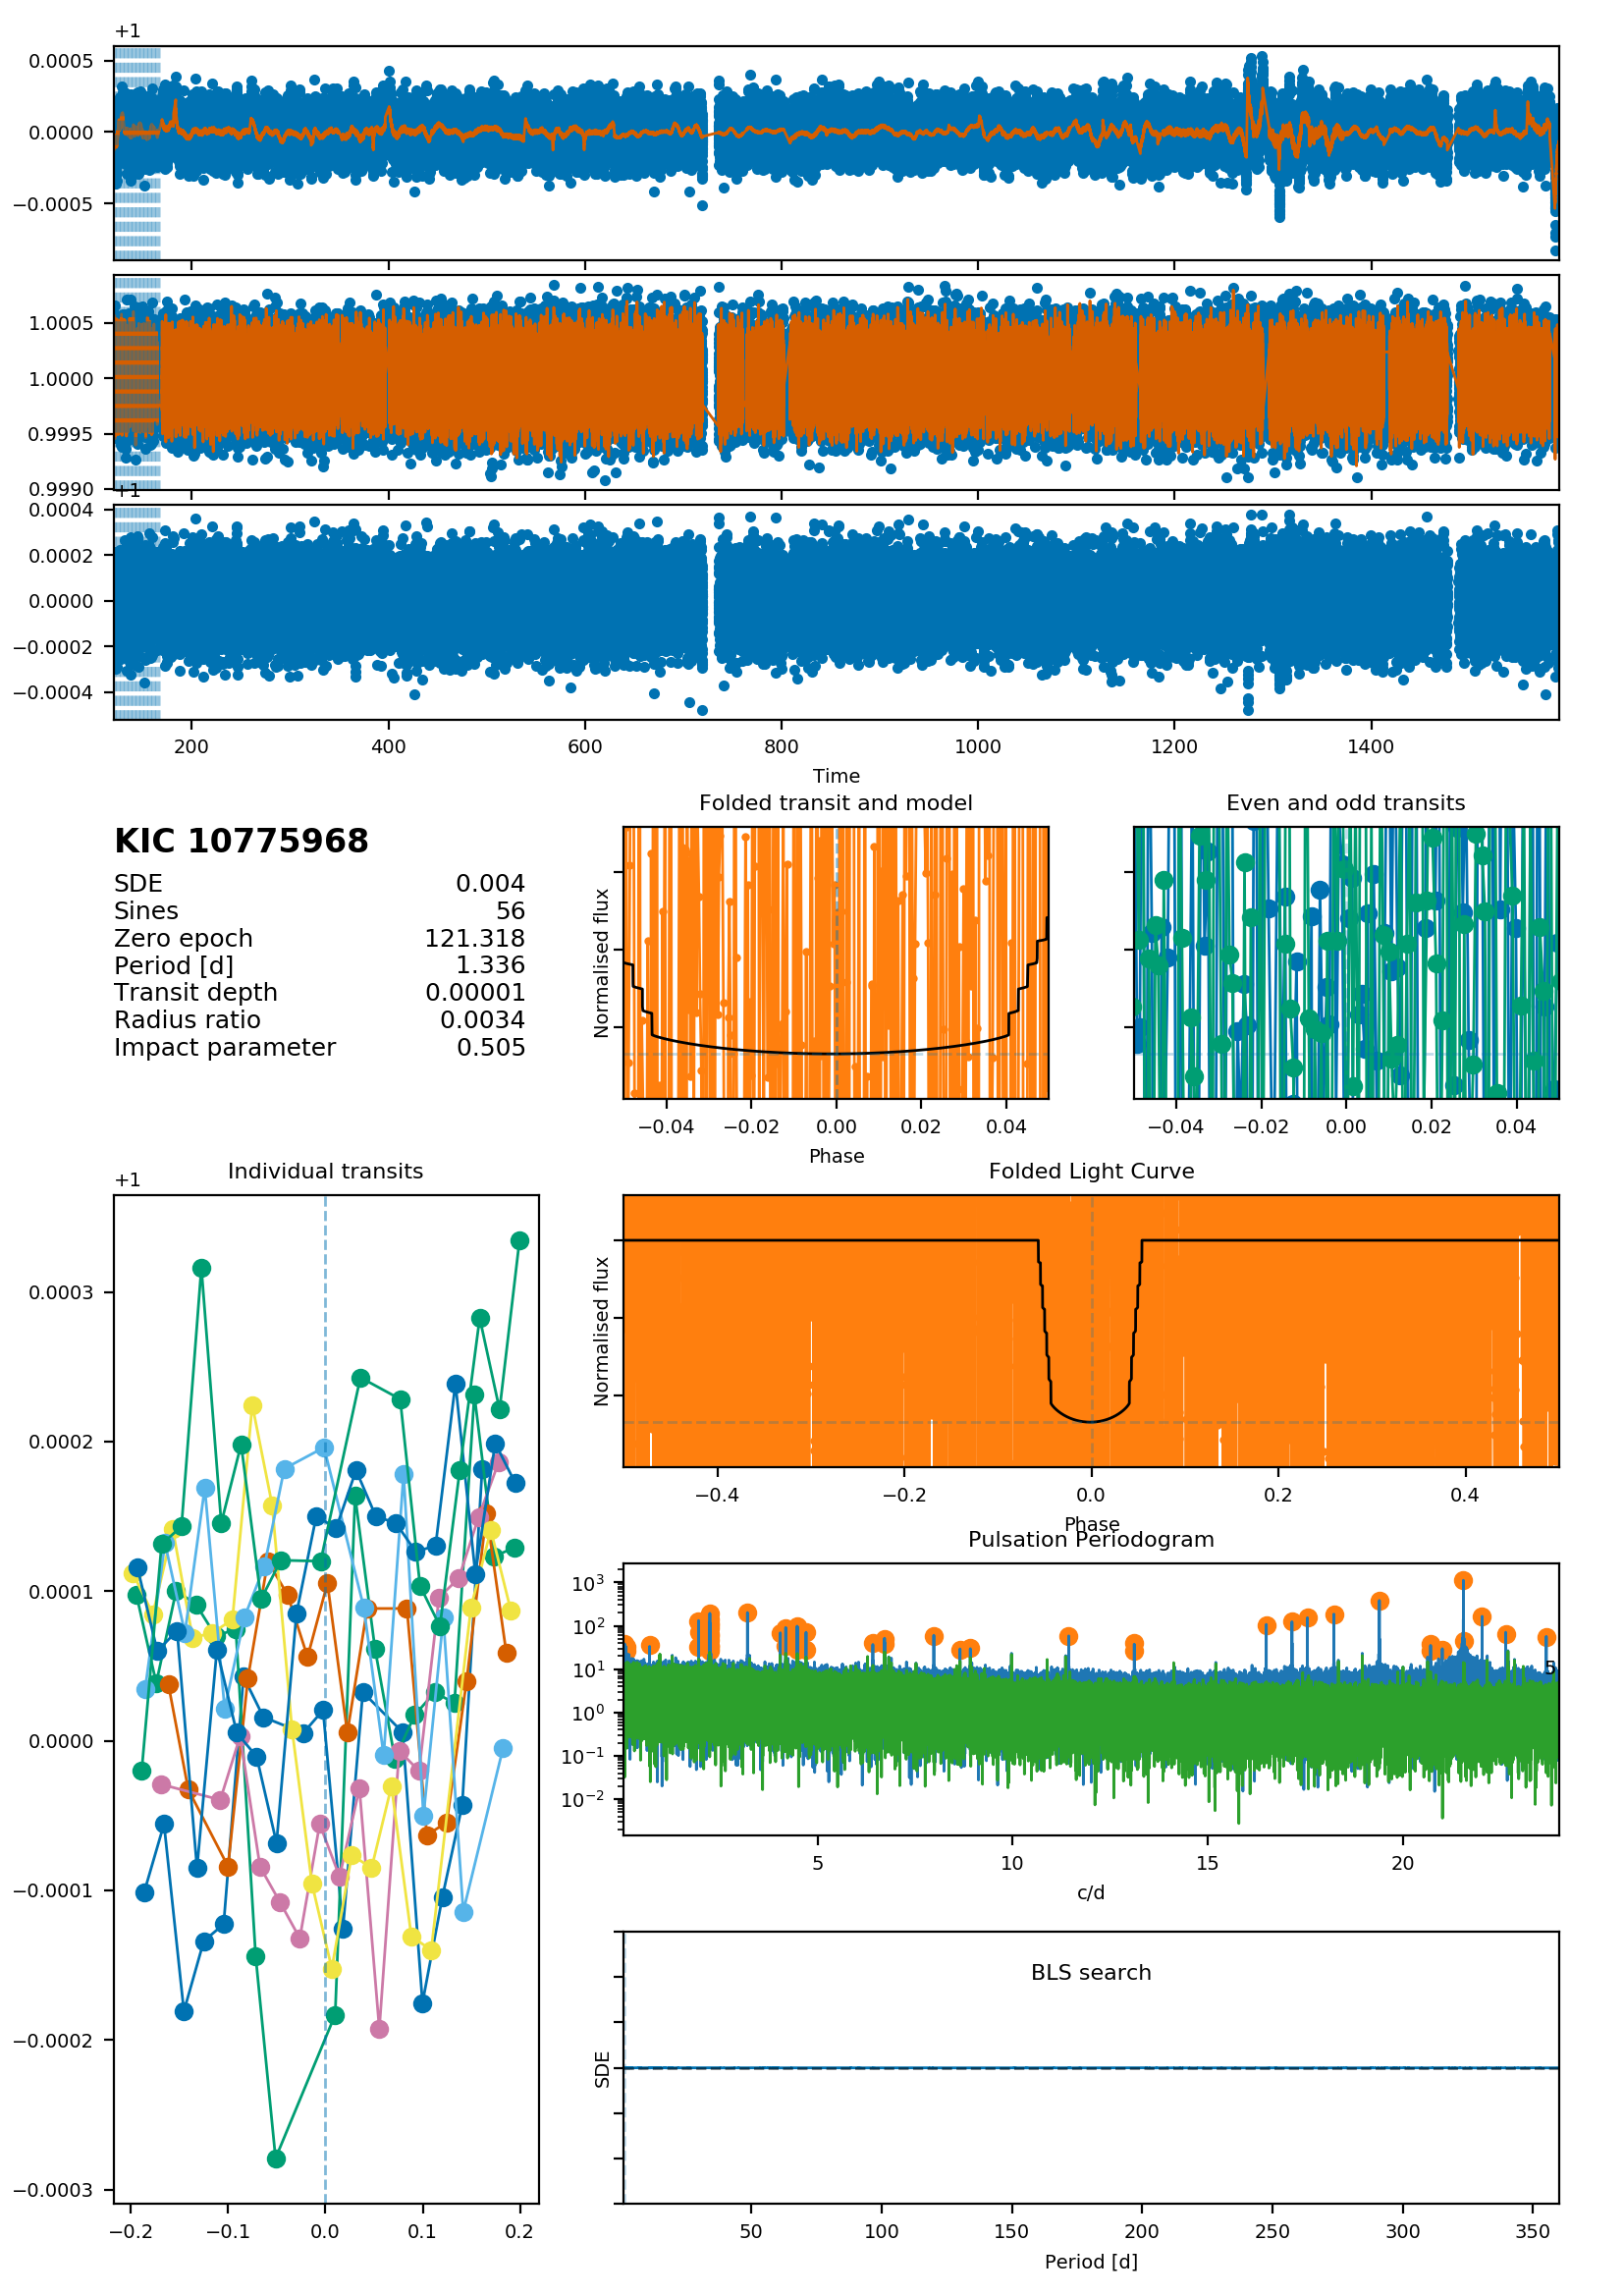 +1
0.0005
0.0000
−0.0005
1.0005
1.0000
0.9995
0.9990
+1
0.0004
0.0002
0.0000
−0.0002
−0.0004
200 400 600 800 1000 1200 1400
Time
KIC 10775968
SDE 0.004
Sines 56
Zero epoch 121.318
Period [d] 1.336
Transit depth 0.00001
Radius ratio 0.0034
Impact parameter 0.505
Folded transit and model
Normalised flux
−0.04 −0.02 0.00 0.02 0.04
Phase
Even and odd transits
−0.04 −0.02 0.00 0.02 0.04
Individual transits
+1
0.0003
0.0002
0.0001
0.0000
−0.0001
−0.0002
−0.0003
−0.2 −0.1 0.0 0.1 0.2
Folded Light Curve
Normalised flux
−0.4 −0.2 0.0 0.2 0.4
Phase
Pulsation Periodogram
10³
10²
10¹
10⁰
10⁻¹
10⁻²
5
5 10 15 20
c/d
BLS search
SDE
50 100 150 200 250 300 350
Period [d]